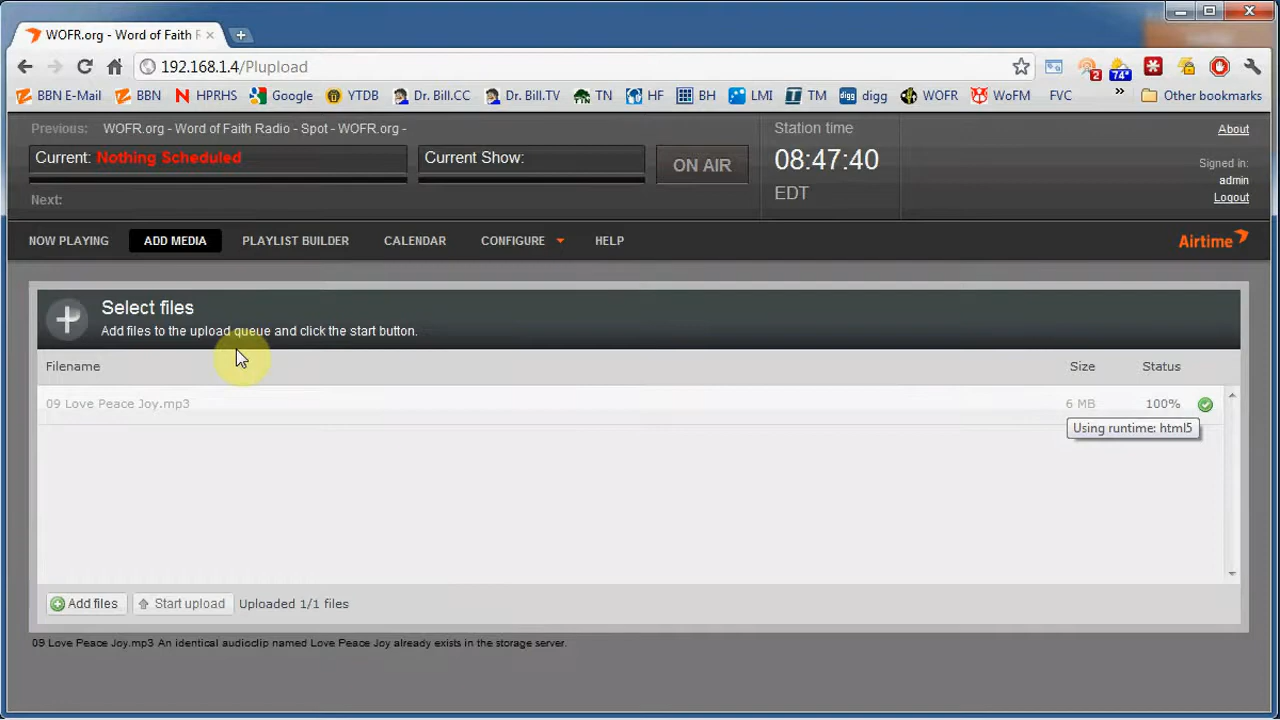 WOFR.org - Word of Faith R
192.168.1.4/Plupload
BBN E-Mail BBN HPRHS Google YTDB Dr. Bill.CC Dr. Bill.TV TN HF BH LMI TM digg WOFR WoFM FVC » Other bookmarks
2 74°
Previous: WOFR.org - Word of Faith Radio - Spot - WOFR.org -
Current: Nothing Scheduled
Current Show:
ON AIR
Next:
Station time
08:47:40
EDT
About
Signed in:
admin
Logout
NOW PLAYING ADD MEDIA PLAYLIST BUILDER CALENDAR CONFIGURE HELP
Airtime
Select files
Add files to the upload queue and click the start button.
Filename Size Status
09 Love Peace Joy.mp3 6 MB 100%
Using runtime: html5
Add files Start upload Uploaded 1/1 files
09 Love Peace Joy.mp3 An identical audioclip named Love Peace Joy already exists in the storage server.